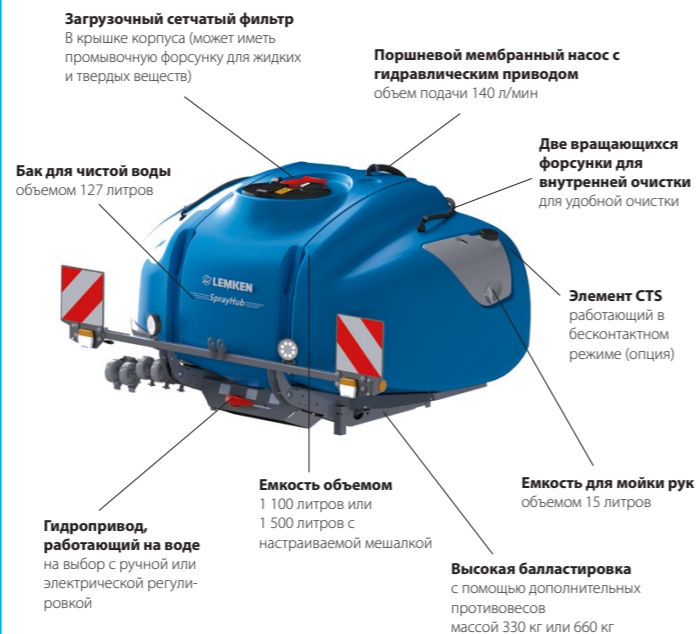 Загрузочный сетчатый фильтр
В крышке корпуса (может иметь
промывочную форсунку для жидких
и твердых веществ)
Поршневой мембранный насос с
гидравлическим приводом
объем подачи 140 л/мин
Две вращающихся
форсунки для
внутренней очистки
для удобной очистки
Бак для чистой воды
объемом 127 литров
LEMKEN
SprayHub
Элемент CTS
работающий в
бесконтактном
режиме (опция)
Емкость для мойки рук
объемом 15 литров
Емкость объемом
1 100 литров или
1 500 литров с
настраиваемой мешалкой
Гидропривод,
работающий на воде
на выбор с ручной или
электрической регули-
ровкой
Высокая балластировка
с помощью дополнительных
противовесов
массой 330 кг или 660 кг